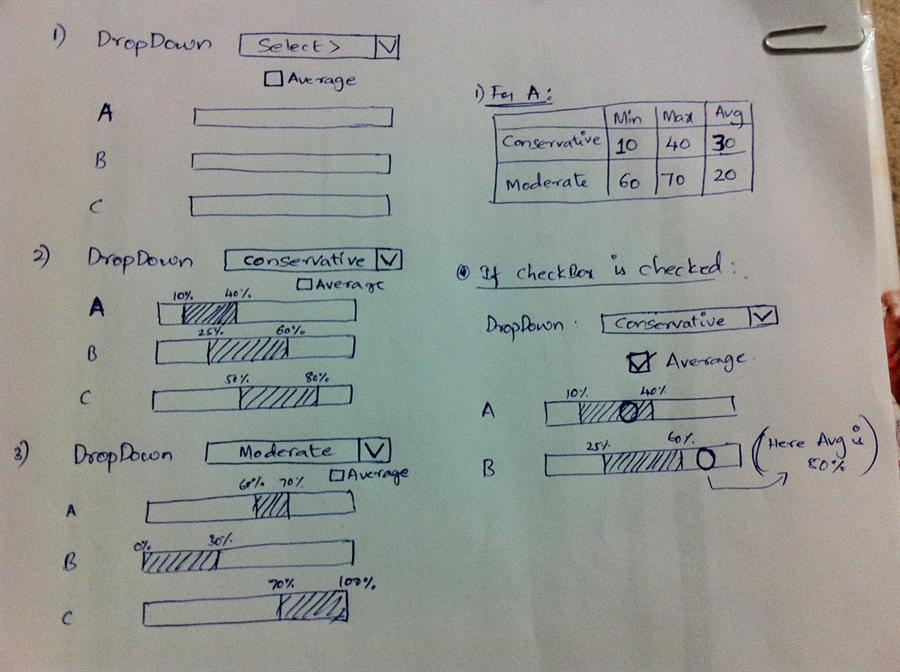 1) DropDown Select> V
Average
A
B
C
2) DropDown Conservative V
Average
A 10% 40%
B 25% 60%
C 50% 80%
3) DropDown Moderate V
Average
A 60% 70%
B 0% 30%
C 70% 100%
1) For A:
Min Max Avg
Conservative 10 40 30
Moderate 60 70 20
If checkBox is checked:
DropDown: Conservative V
Average.
A 10% 40%
B 25% 60%
(Here Avg is
80%)